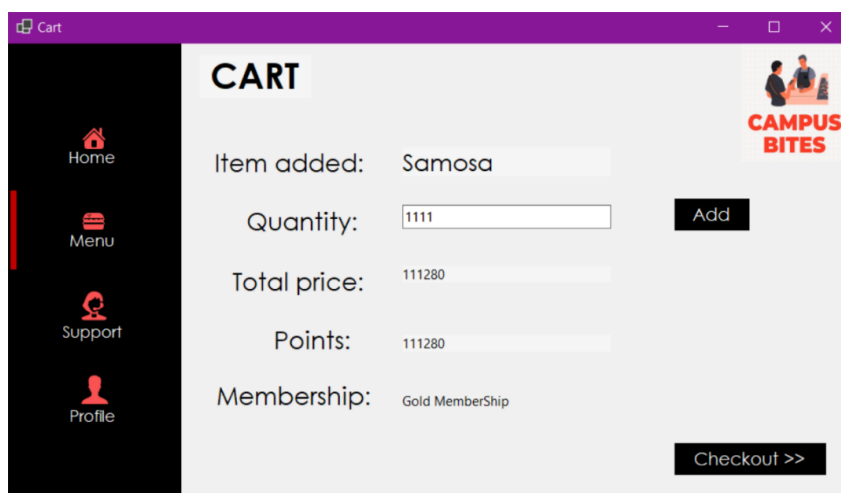 Cart
CART
CAMPUS
BITES
Home
Menu
Support
Profile
Item added: Samosa
Quantity: 1111 Add
Total price: 111280
Points: 111280
Membership: Gold MemberShip
Checkout >>